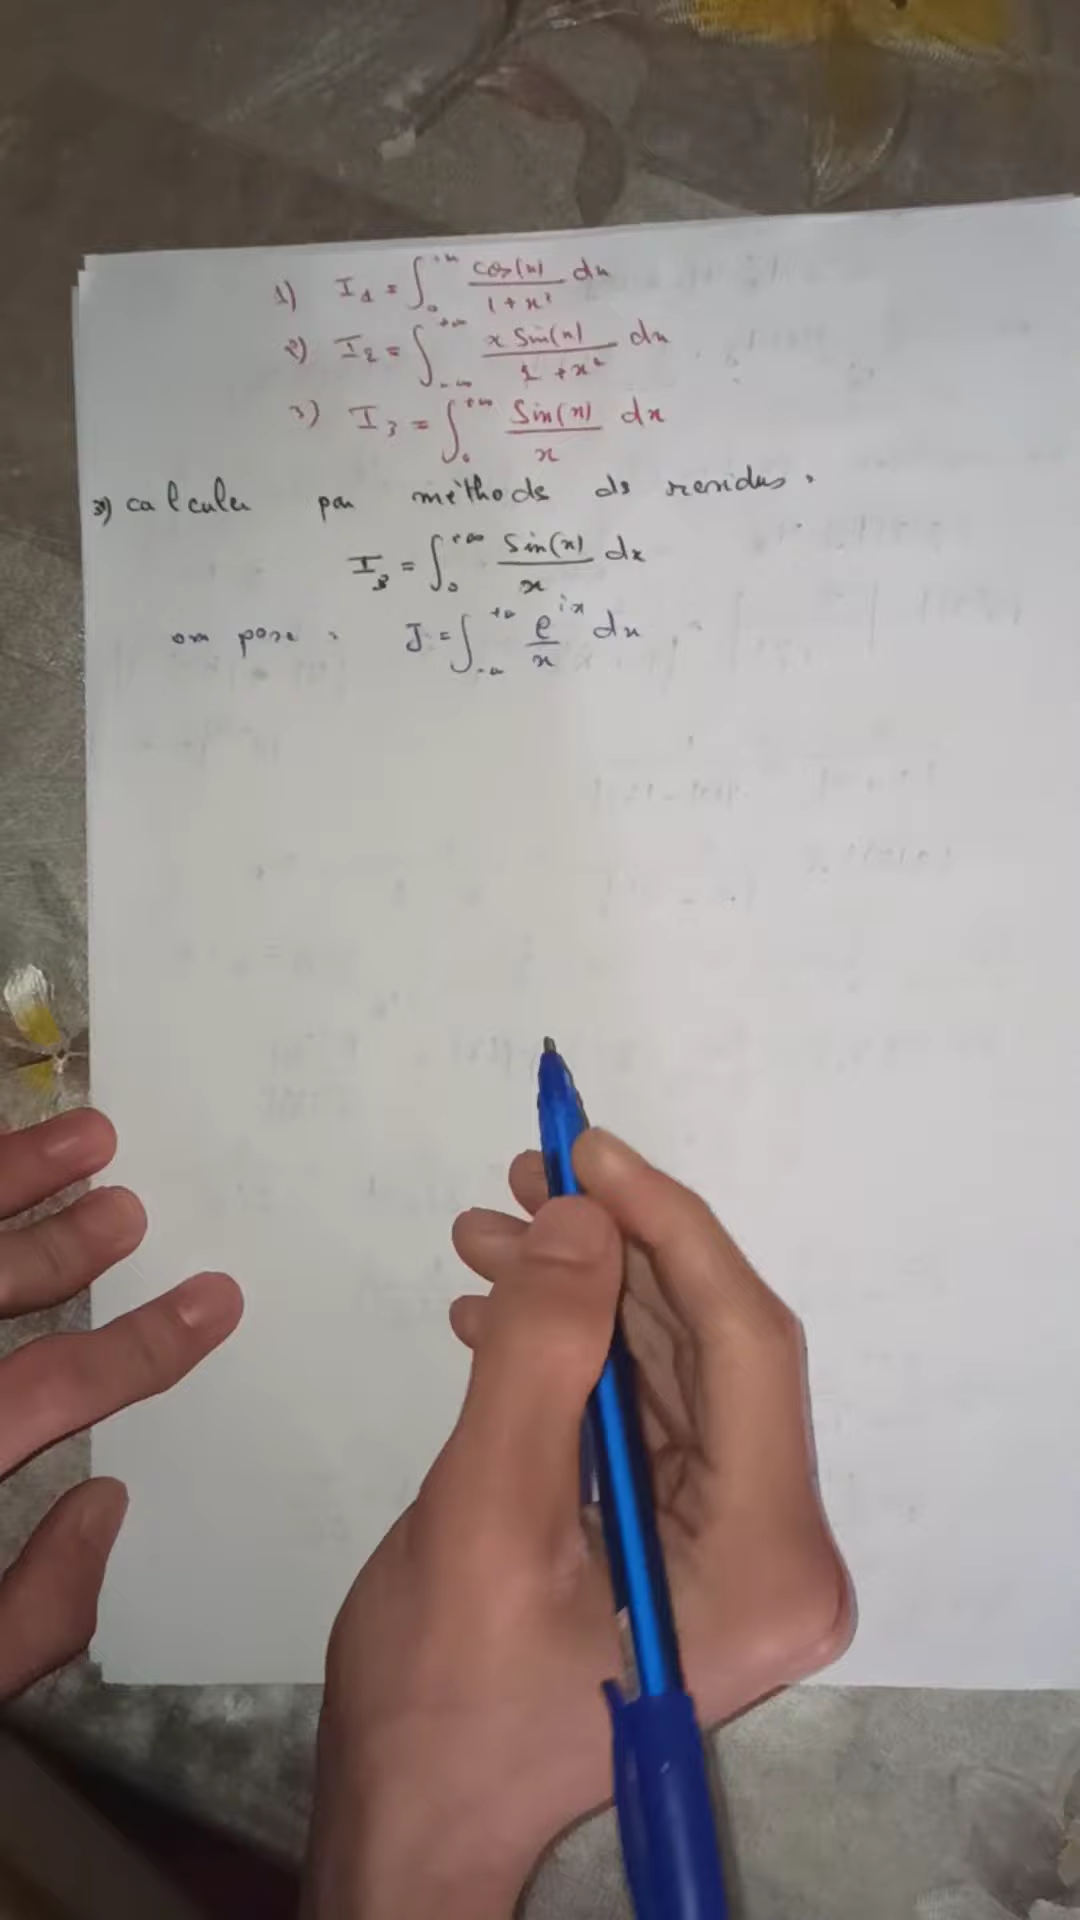 1) I₁ = ∫₀^{+∞} cos(x)/(1+x²) dx
2) I₂ = ∫_{-∞}^{+∞} x sin(x)/(1+x²) dx
3) I₃ = ∫₀^{+∞} Sin(x)/x dx
3) calculer par méthode de residus.
I₃ = ∫₀^{+∞} Sin(x)/x dx
on pose : J = ∫_{-∞}^{+∞} e^{ix}/x dx